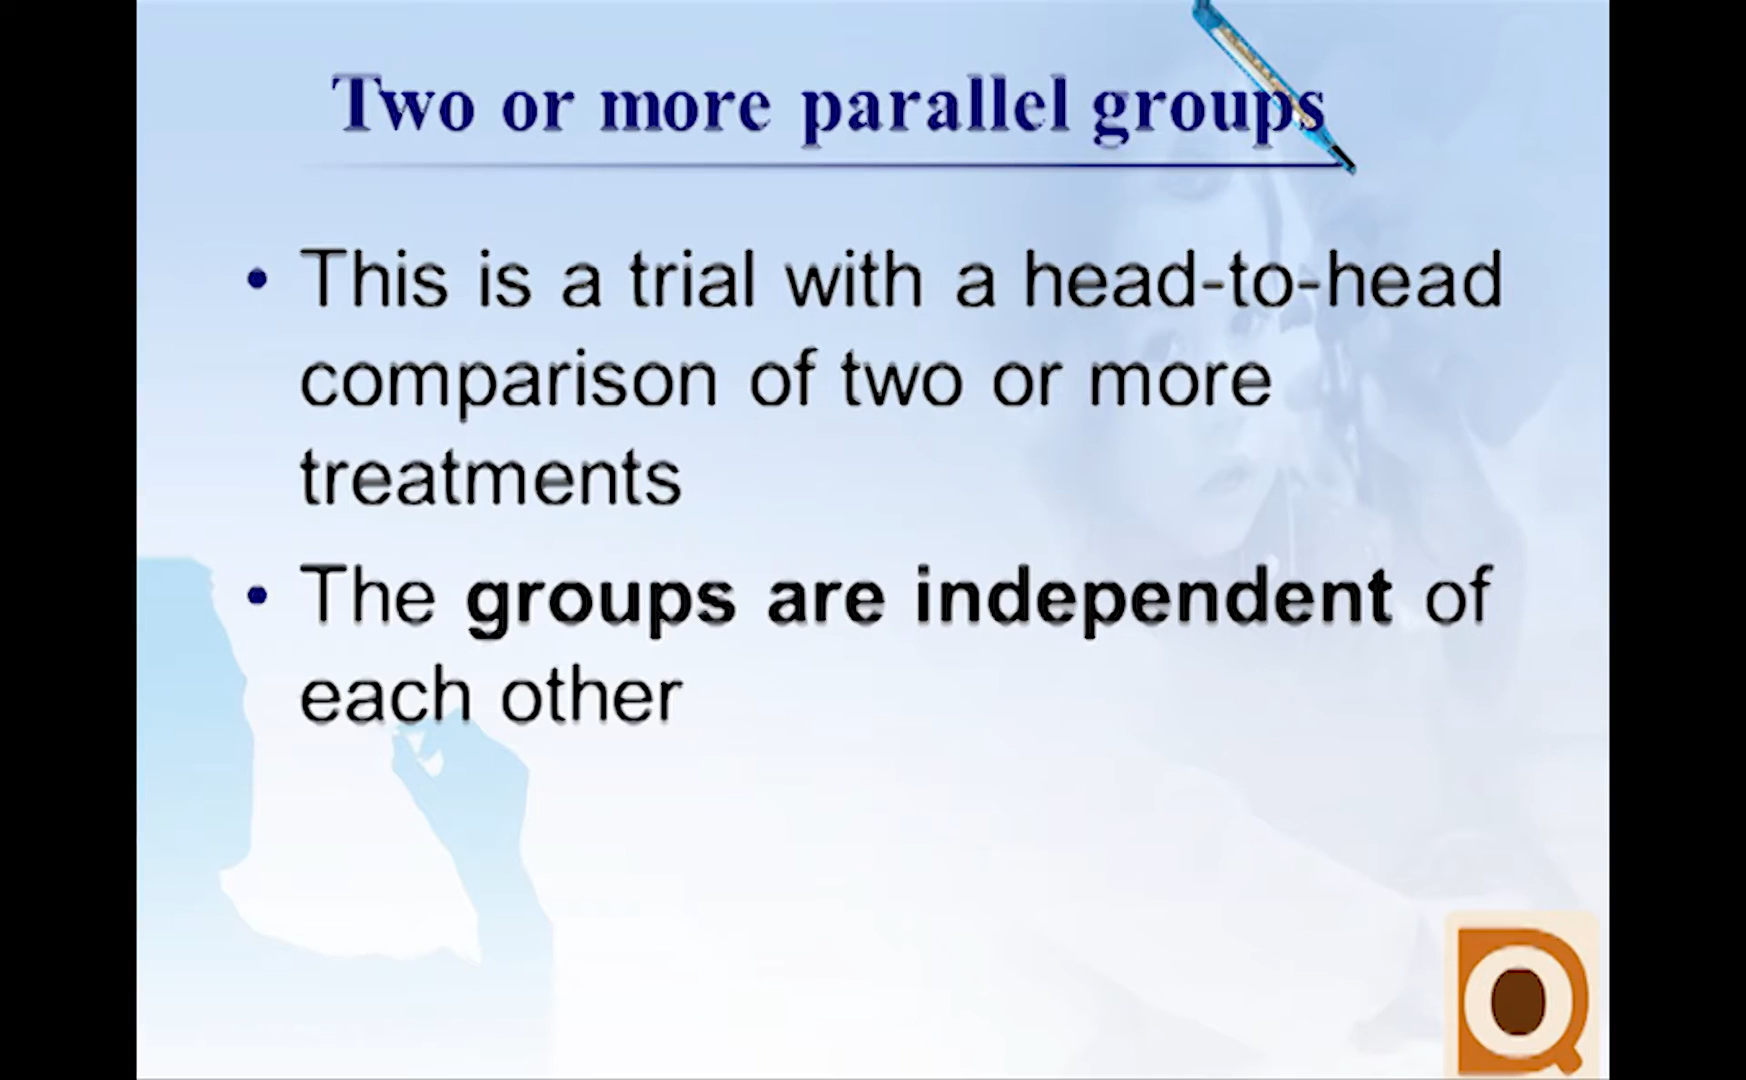 Two or more parallel groups
• This is a trial with a head-to-head
comparison of two or more
treatments
• The groups are independent of
each other